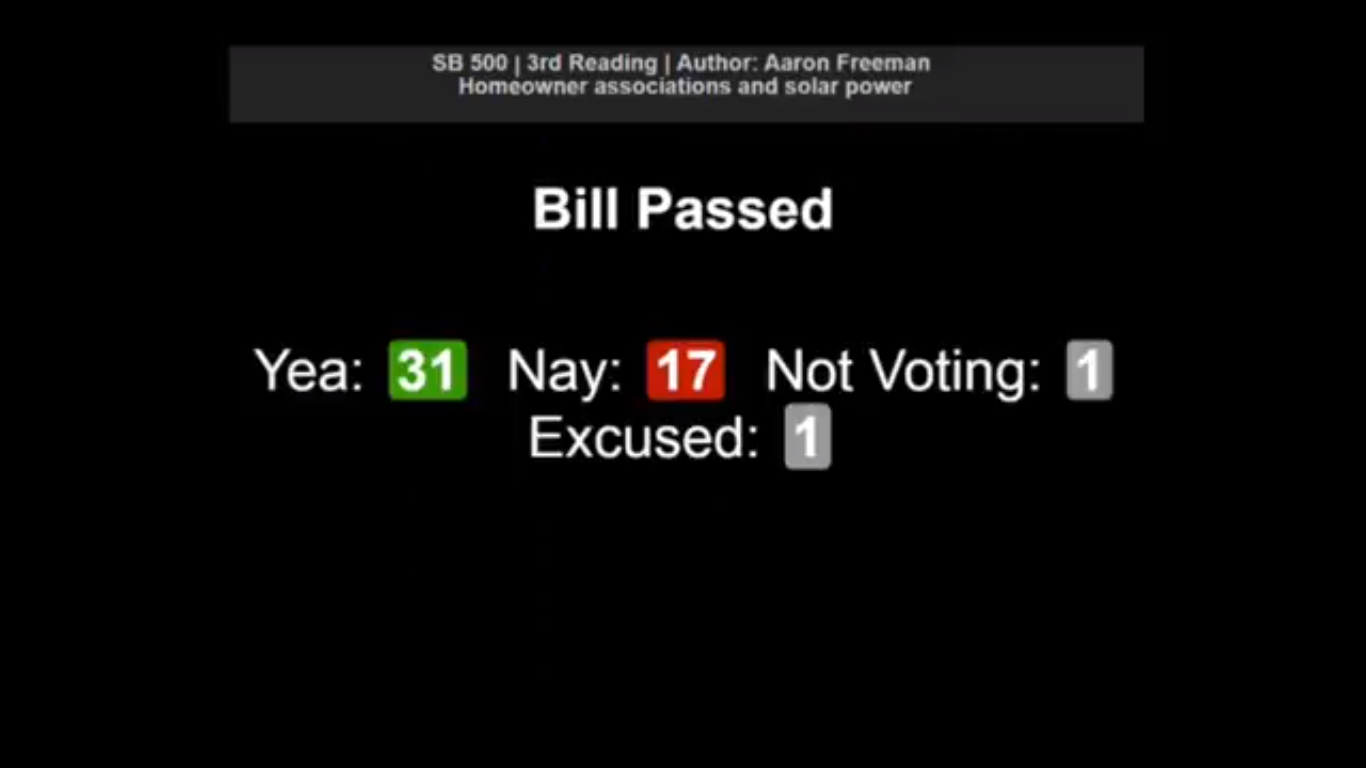 SB 500 | 3rd Reading | Author: Aaron Freeman
Homeowner associations and solar power
Bill Passed
Yea: 31 Nay: 17 Not Voting: 1
Excused: 1